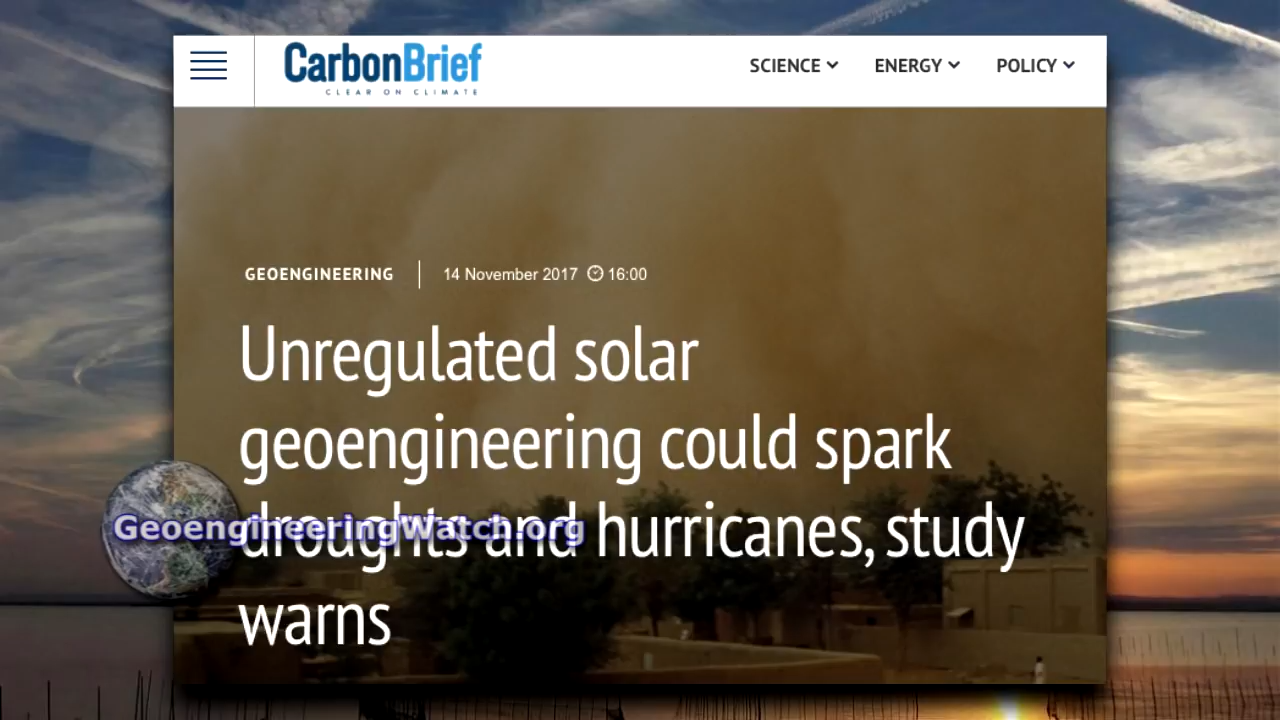 CarbonBrief
CLEAR ON CLIMATE
SCIENCE
ENERGY
POLICY
GEOENGINEERING
14 November 2017 16:00
Unregulated solar
geoengineering could spark
droughts and hurricanes, study
warns
GeoengineeringWatch.org